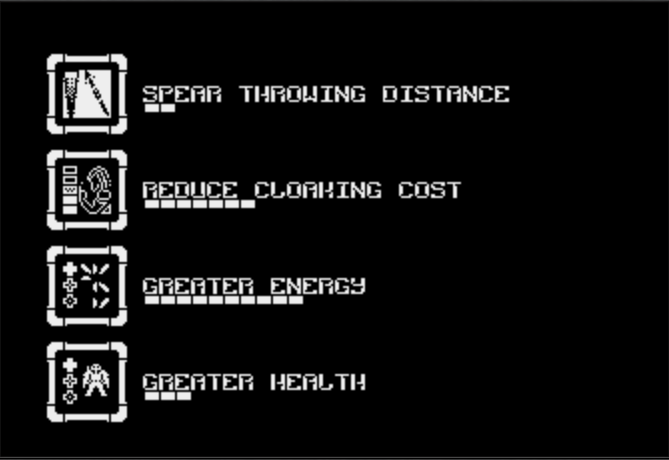 SPEAR THROWING DISTANCE
REDUCE CLOAKING COST
GREATER ENERGY
GREATER HEALTH